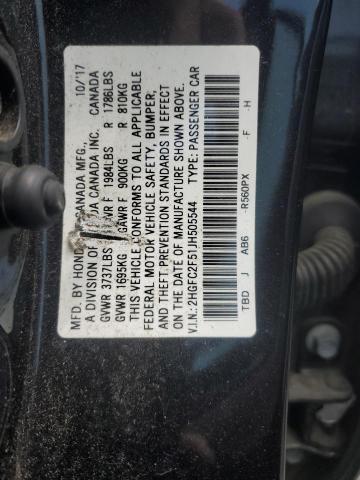 MFD. BY HONDA CANADA MFG., 10/17
A DIVISION OF HONDA CANADA INC. CANADA
GVWR 3737LBS GAWR F 1984LBS R 1786LBS
GVWR 1695KG GAWR F 900KG R 810KG
THIS VEHICLE CONFORMS TO ALL APPLICABLE
FEDERAL MOTOR VEHICLE SAFETY, BUMPER,
AND THEFT PREVENTION STANDARDS IN EFFECT
ON THE DATE OF MANUFACTURE SHOWN ABOVE.
V.I.N.: 2HGFC2F51JH505544 TYPE: PASSENGER CAR
TBD J AB6 -R560PX -F -H